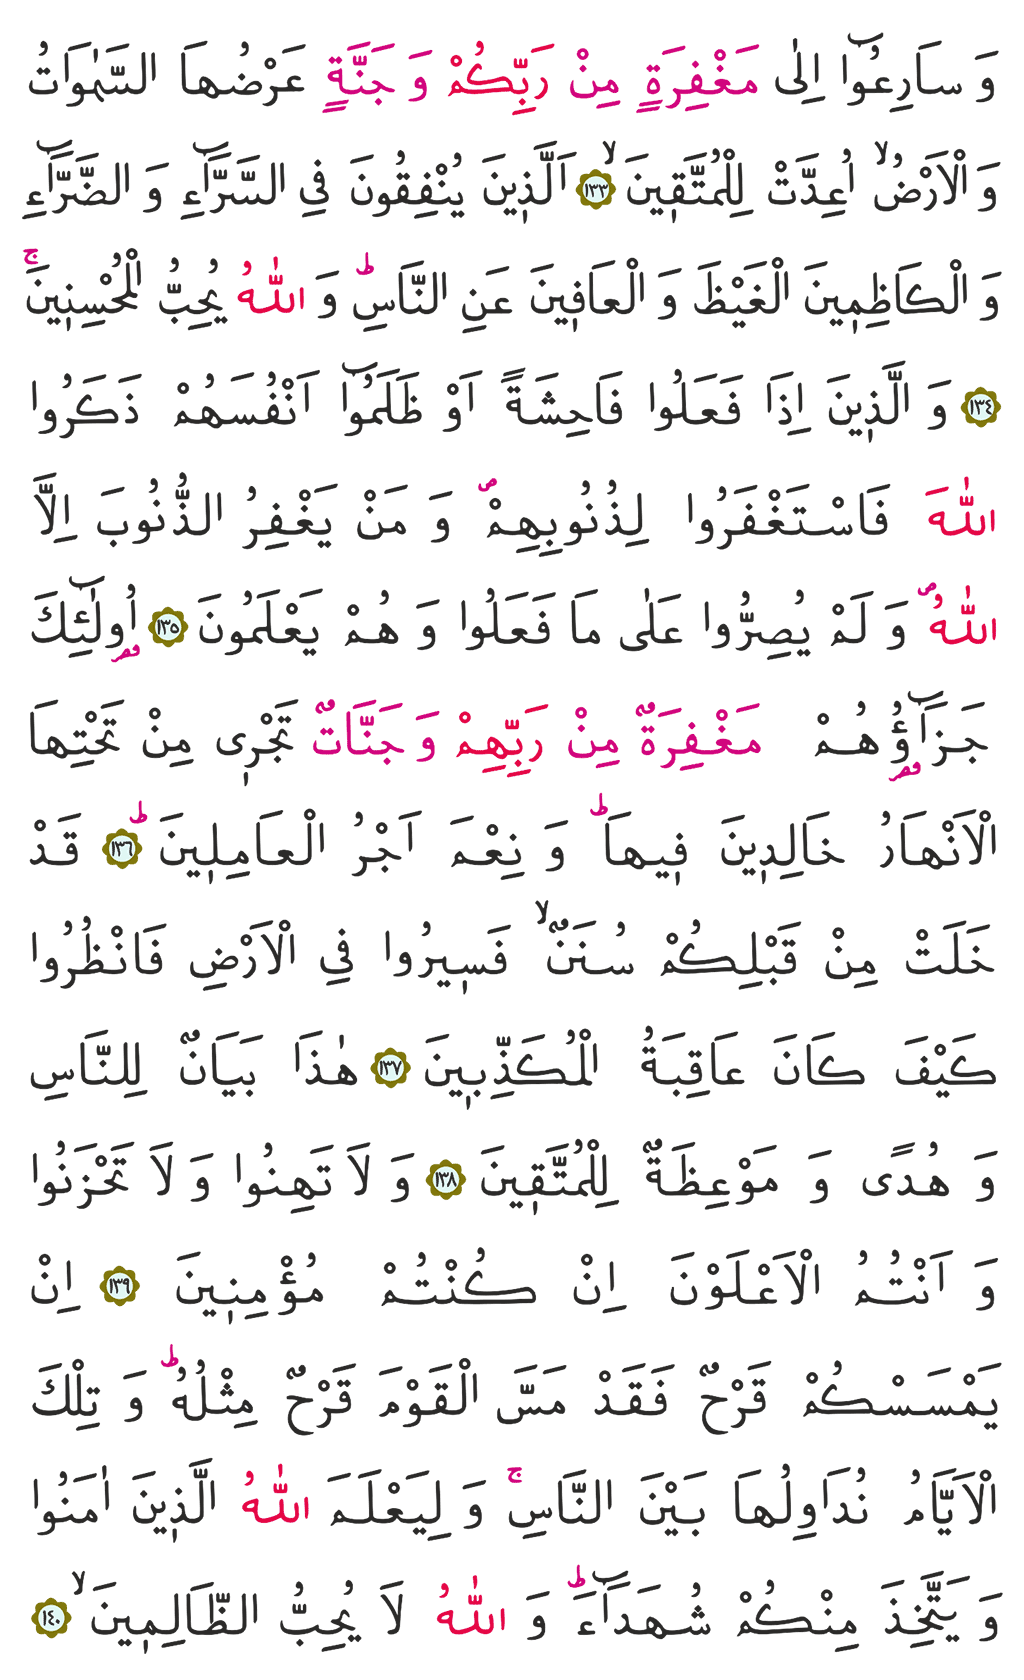 وَ سَارِعُٓوا اِلٰى مَغْفِرَةٍ مِنْ رَبِّكُمْ وَ جَنَّةٍ عَرْضُهَا السَّمٰوَاتُ
وَ الْاَرْضُۙ اُعِدَّتْ لِلْمُتَّق۪ينَۙ ﴿١٣٣﴾ اَلَّذ۪ينَ يُنْفِقُونَ فِي السَّرَّٓاءِ وَ الضَّرَّٓاءِ
وَ الْكَاظِم۪ينَ الْغَيْظَ وَ الْعَاف۪ينَ عَنِ النَّاسِۜ وَ اللّٰهُ يُحِبُّ الْمُحْسِن۪ينَۚ
﴿١٣٤﴾ وَ الَّذ۪ينَ اِذَا فَعَلُوا فَاحِشَةً اَوْ ظَلَمُٓوا اَنْفُسَهُمْ ذَكَرُوا
اللّٰهَ فَاسْتَغْفَرُوا لِذُنُوبِهِمْۖ وَ مَنْ يَغْفِرُ الذُّنُوبَ اِلَّا
اللّٰهُۖ وَ لَمْ يُصِرُّوا عَلٰى مَا فَعَلُوا وَ هُمْ يَعْلَمُونَ ﴿١٣٥﴾ اُو۬لٰٓئِكَ
جَزَٓاؤُ۬هُمْ مَغْفِرَةٌ مِنْ رَبِّهِمْ وَ جَنَّاتٌ تَجْر۪ي مِنْ تَحْتِهَا
الْاَنْهَارُ خَالِد۪ينَ ف۪يهَاۜ وَ نِعْمَ اَجْرُ الْعَامِل۪ينَۜ ﴿١٣٦﴾ قَدْ
خَلَتْ مِنْ قَبْلِكُمْ سُنَنٌۙ فَس۪يرُوا فِي الْاَرْضِ فَانْظُرُوا
كَيْفَ كَانَ عَاقِبَةُ الْمُكَذِّب۪ينَ ﴿١٣٧﴾ هٰذَا بَيَانٌ لِلنَّاسِ
وَ هُدًى وَ مَوْعِظَةٌ لِلْمُتَّق۪ينَ ﴿١٣٨﴾ وَ لَا تَهِنُوا وَ لَا تَحْزَنُوا
وَ اَنْتُمُ الْاَعْلَوْنَ اِنْ كُنْتُمْ مُؤْمِن۪ينَ ﴿١٣٩﴾ اِنْ
يَمْسَسْكُمْ قَرْحٌ فَقَدْ مَسَّ الْقَوْمَ قَرْحٌ مِثْلُهُۜ وَ تِلْكَ
الْاَيَّامُ نُدَاوِلُهَا بَيْنَ النَّاسِۚ وَ لِيَعْلَمَ اللّٰهُ الَّذ۪ينَ اٰمَنُوا
وَ يَتَّخِذَ مِنْكُمْ شُهَدَٓاءَۜ وَ اللّٰهُ لَا يُحِبُّ الظَّالِم۪ينَۙ ﴿١٤٠﴾